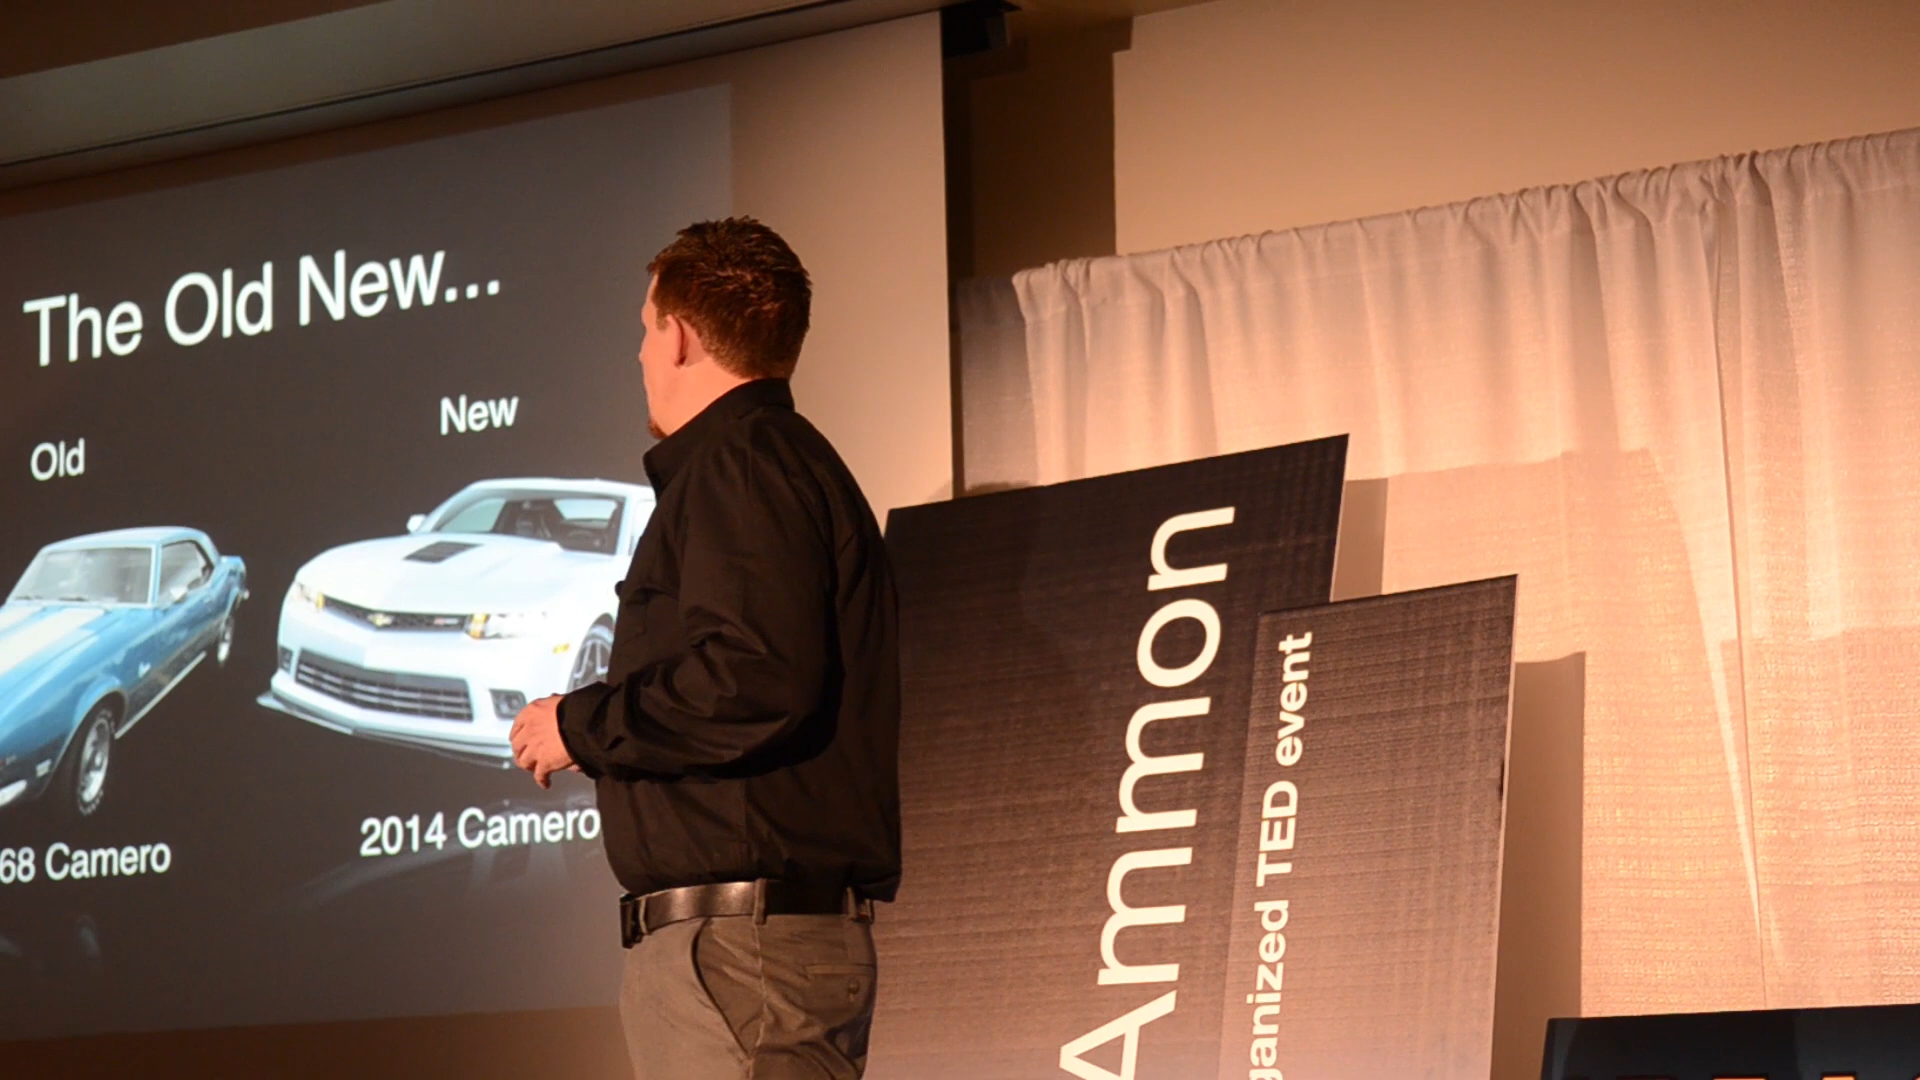 The Old New...
Old
New
68 Camero
2014 Camero
Ammon
ganized TED event